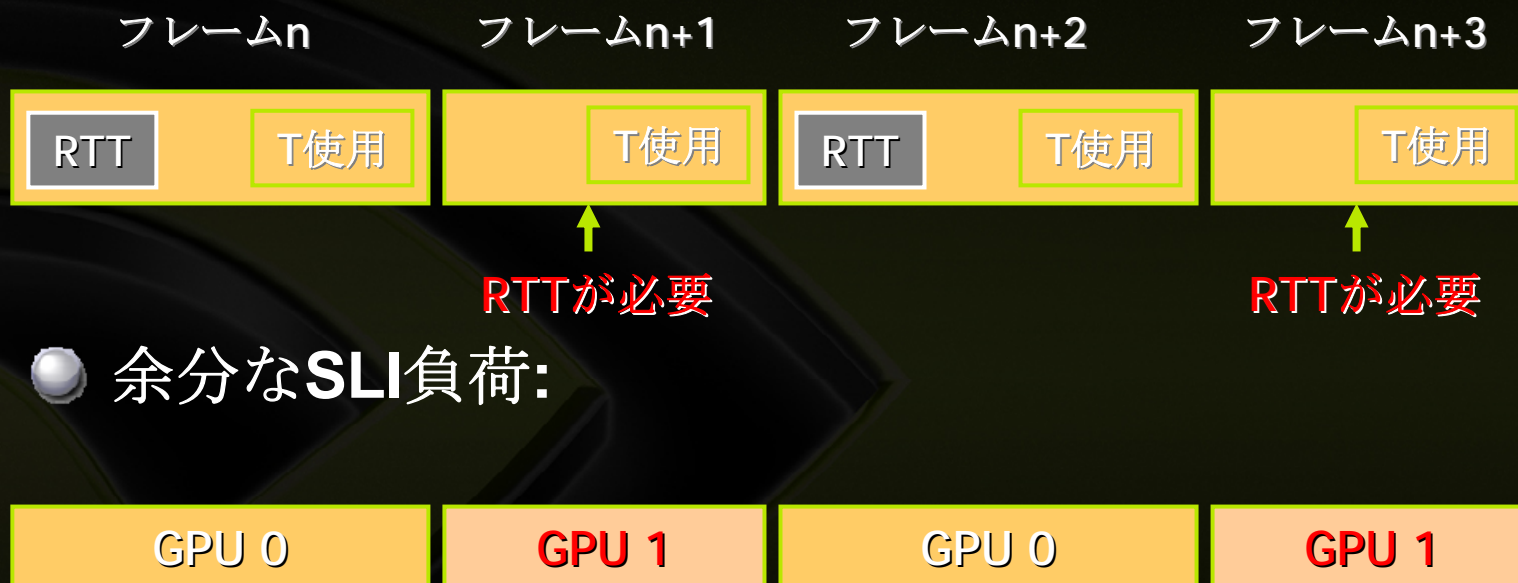 フレームn フレームn+1 フレームn+2 フレームn+3
RTT T使用 T使用 RTT T使用 T使用
RTTが必要 RTTが必要
余分なSLI負荷:
GPU 0 GPU 1 GPU 0 GPU 1